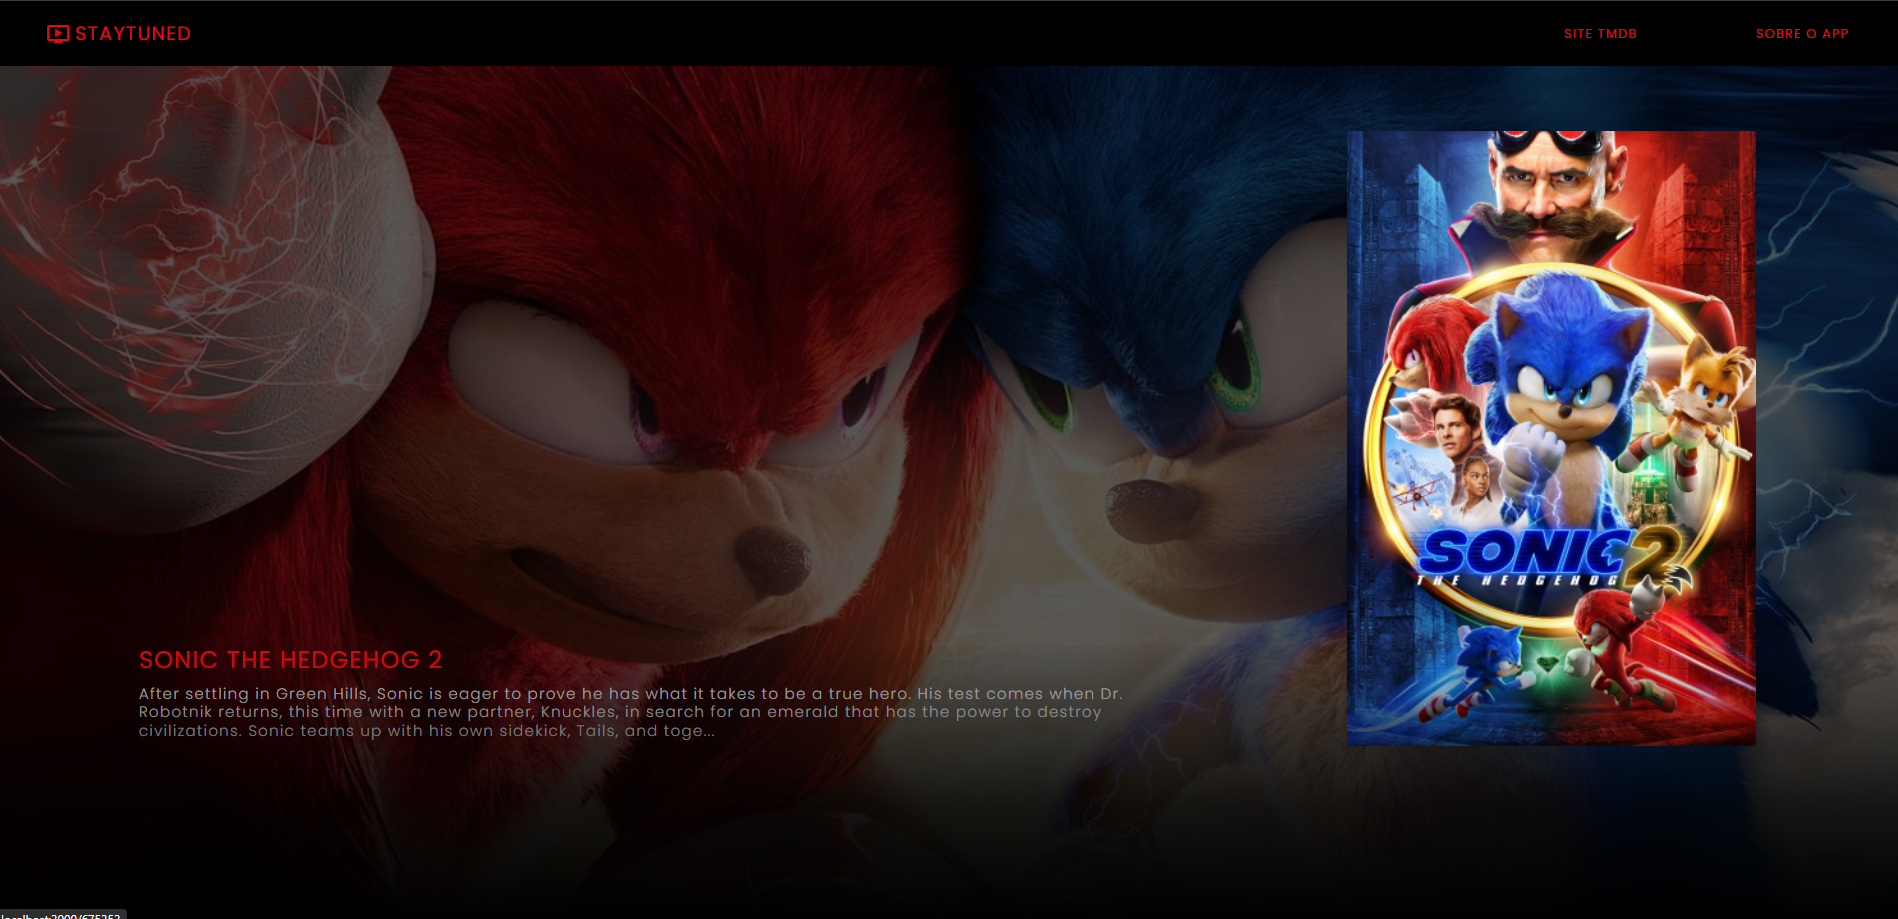 STAYTUNED
SITE TMDB
SOBRE O APP
SONIC 2
THE HEDGEHOG
SONIC THE HEDGEHOG 2
After settling in Green Hills, Sonic is eager to prove he has what it takes to be a true hero. His test comes when Dr.
Robotnik returns, this time with a new partner, Knuckles, in search for an emerald that has the power to destroy
civilizations. Sonic teams up with his own sidekick, Tails, and toge...